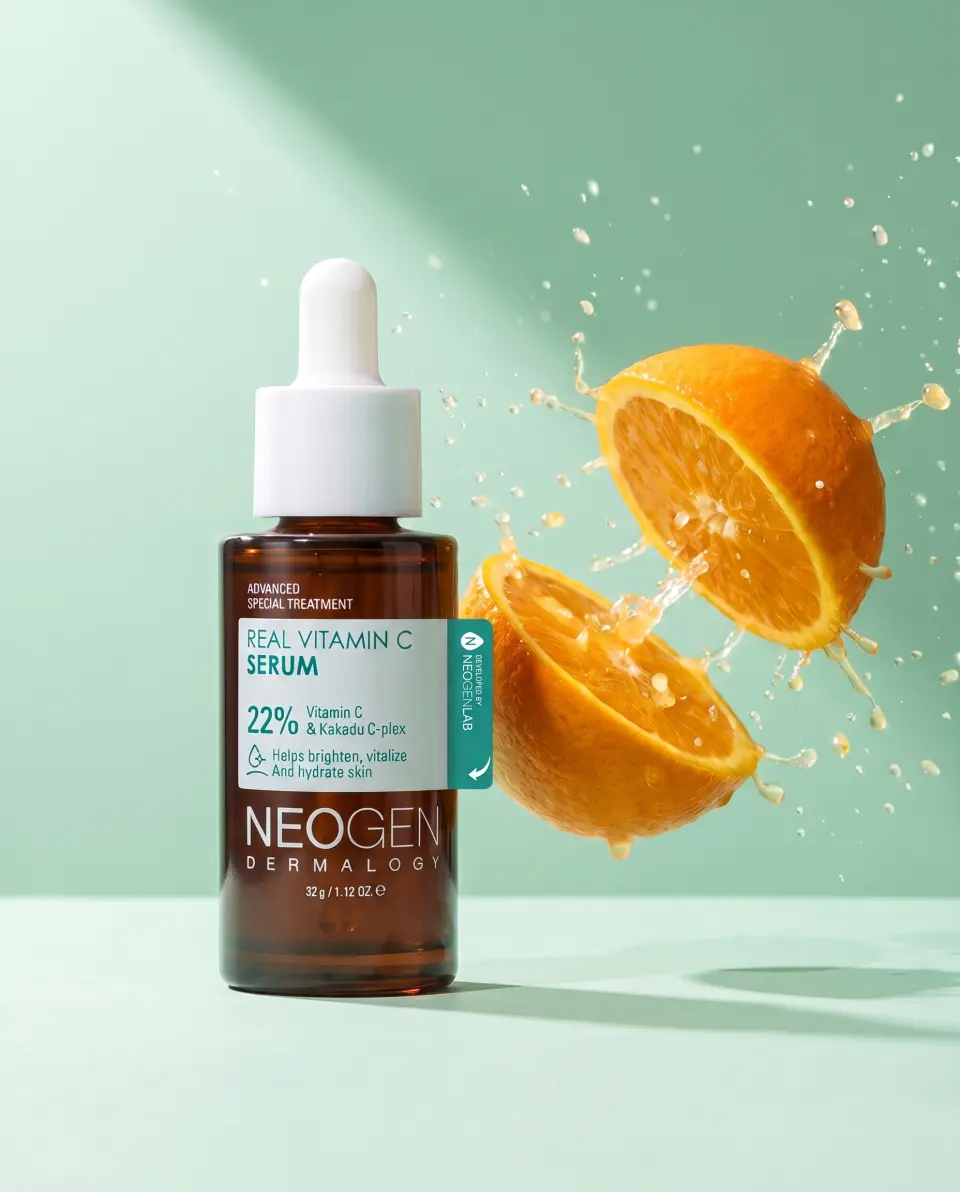 ADVANCED
SPECIAL TREATMENT
REAL VITAMIN C
SERUM
22% Vitamin C
& Kakadu C-plex
Helps brighten, vitalize
And hydrate skin
N
DEVELOPED BY
NEOGENLAB
NEOGEN
DERMALOGY
32 g / 1.12 OZ. ℮